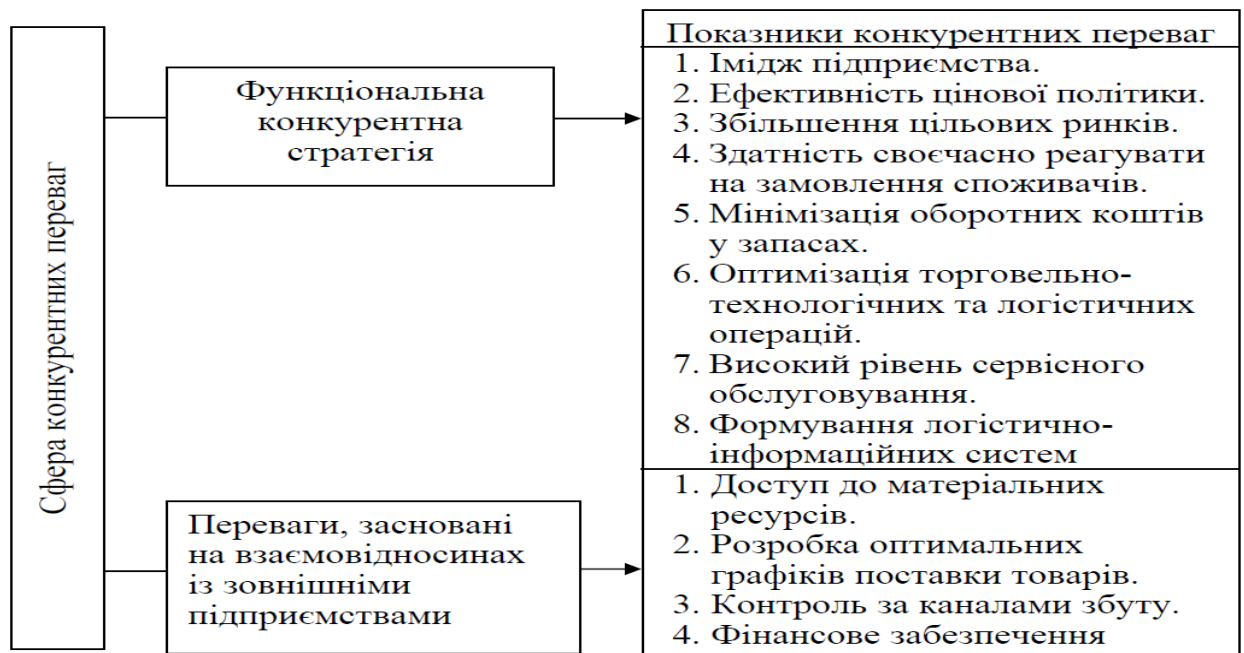 Сфера конкурентних переваг
Функціональна
конкурентна
стратегія
Показники конкурентних переваг
1. Імідж підприємства.
2. Ефективність цінової політики.
3. Збільшення цільових ринків.
4. Здатність своєчасно реагувати
на замовлення споживачів.
5. Мінімізація оборотних коштів
у запасах.
6. Оптимізація торговельно-
технологічних та логістичних
операцій.
7. Високий рівень сервісного
обслуговування.
8. Формування логістично-
інформаційних систем
Переваги, засновані
на взаємовідносинах
із зовнішніми
підприємствами
1. Доступ до матеріальних
ресурсів.
2. Розробка оптимальних
графіків поставки товарів.
3. Контроль за каналами збуту.
4. Фінансове забезпечення